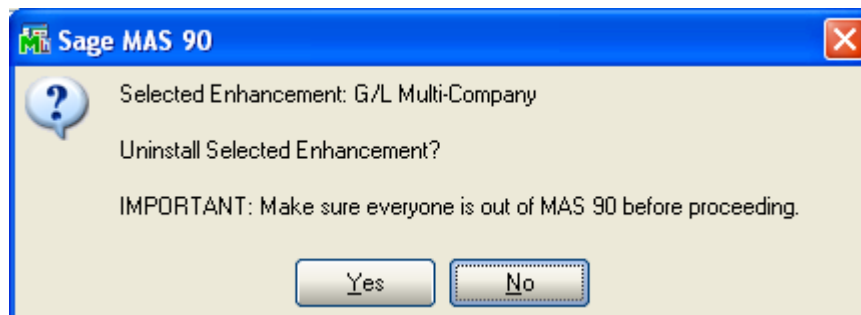 Sage MAS 90
Selected Enhancement: G/L Multi-Company
Uninstall Selected Enhancement?
IMPORTANT: Make sure everyone is out of MAS 90 before proceeding.
Yes No